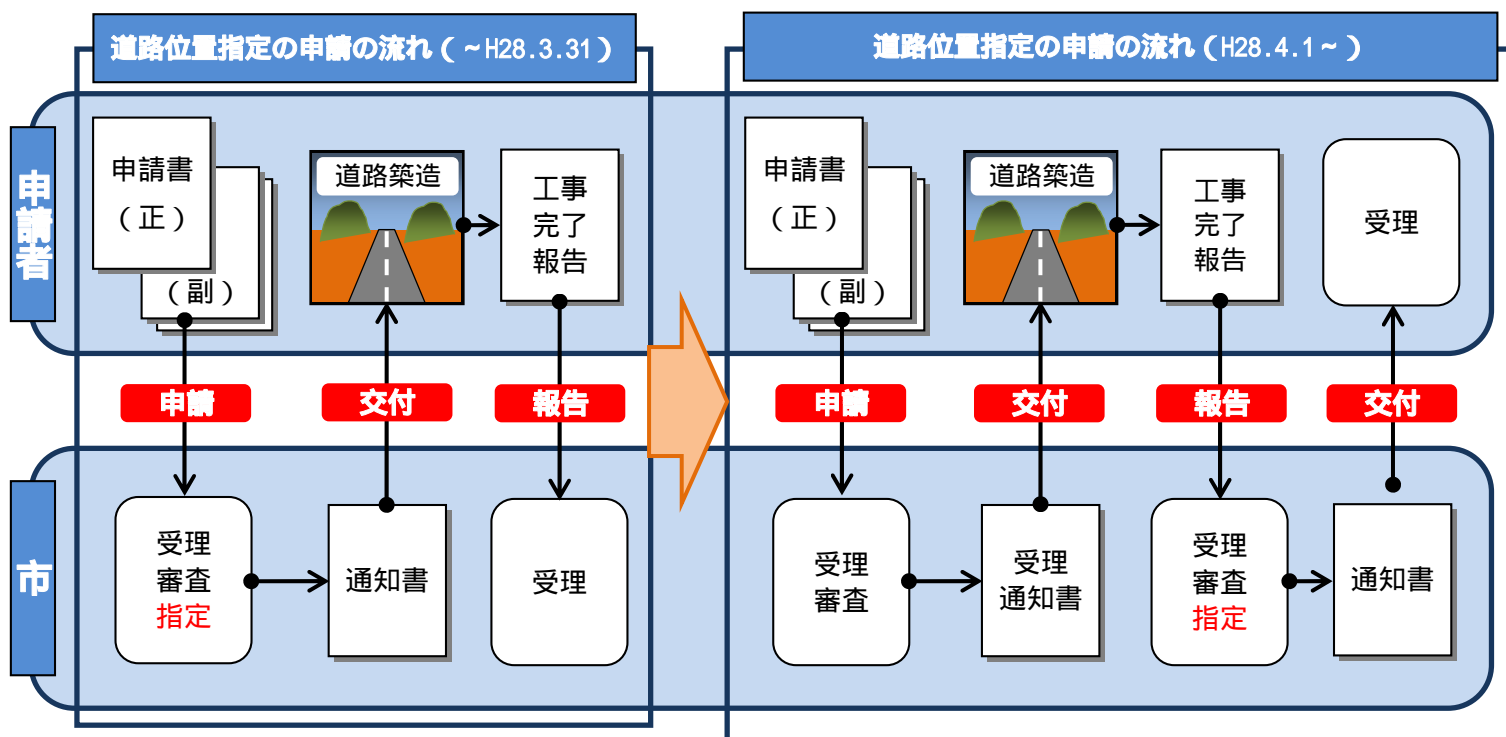 道路位置指定の申請の流れ(~H28.3.31)
申請者
申請書
(正)
(副)
道路築造
工事
完了
報告
申請
交付
報告
市
受理
審査
指定
通知書
受理
道路位置指定の申請の流れ(H28.4.1~)
申請書
(正)
(副)
道路築造
工事
完了
報告
受理
申請
交付
報告
交付
受理
審査
受理
通知書
受理
審査
指定
通知書